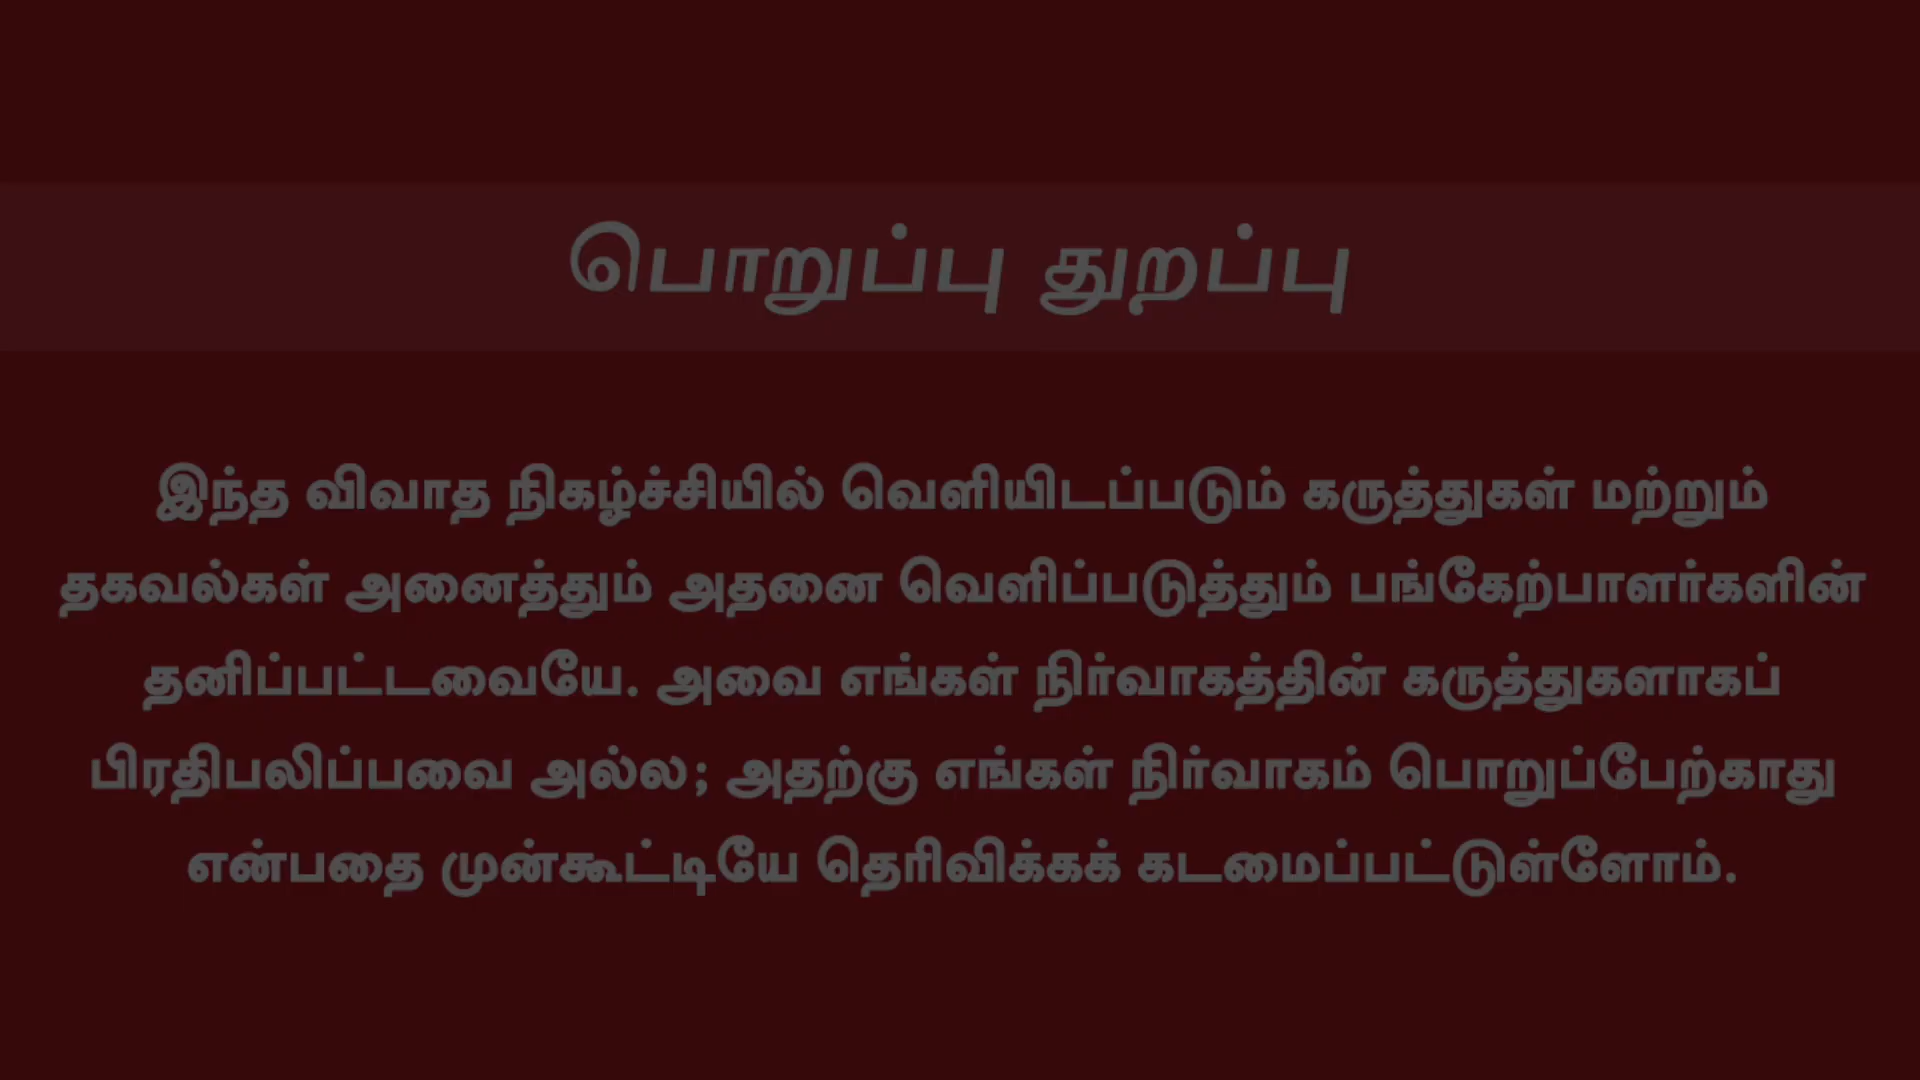 பொறுப்பு துறப்பு
இந்த விவாத நிகழ்ச்சியில் வெளியிடப்படும் கருத்துகள் மற்றும்
தகவல்கள் அனைத்தும் அதனை வெளிப்படுத்தும் பங்கேற்பாளர்களின்
தனிப்பட்டவையே. அவை எங்கள் நிர்வாகத்தின் கருத்துகளாகப்
பிரதிபலிப்பவை அல்ல; அதற்கு எங்கள் நிர்வாகம் பொறுப்பேற்காது
என்பதை முன்கூட்டியே தெரிவிக்கக் கடமைப்பட்டுள்ளோம்.